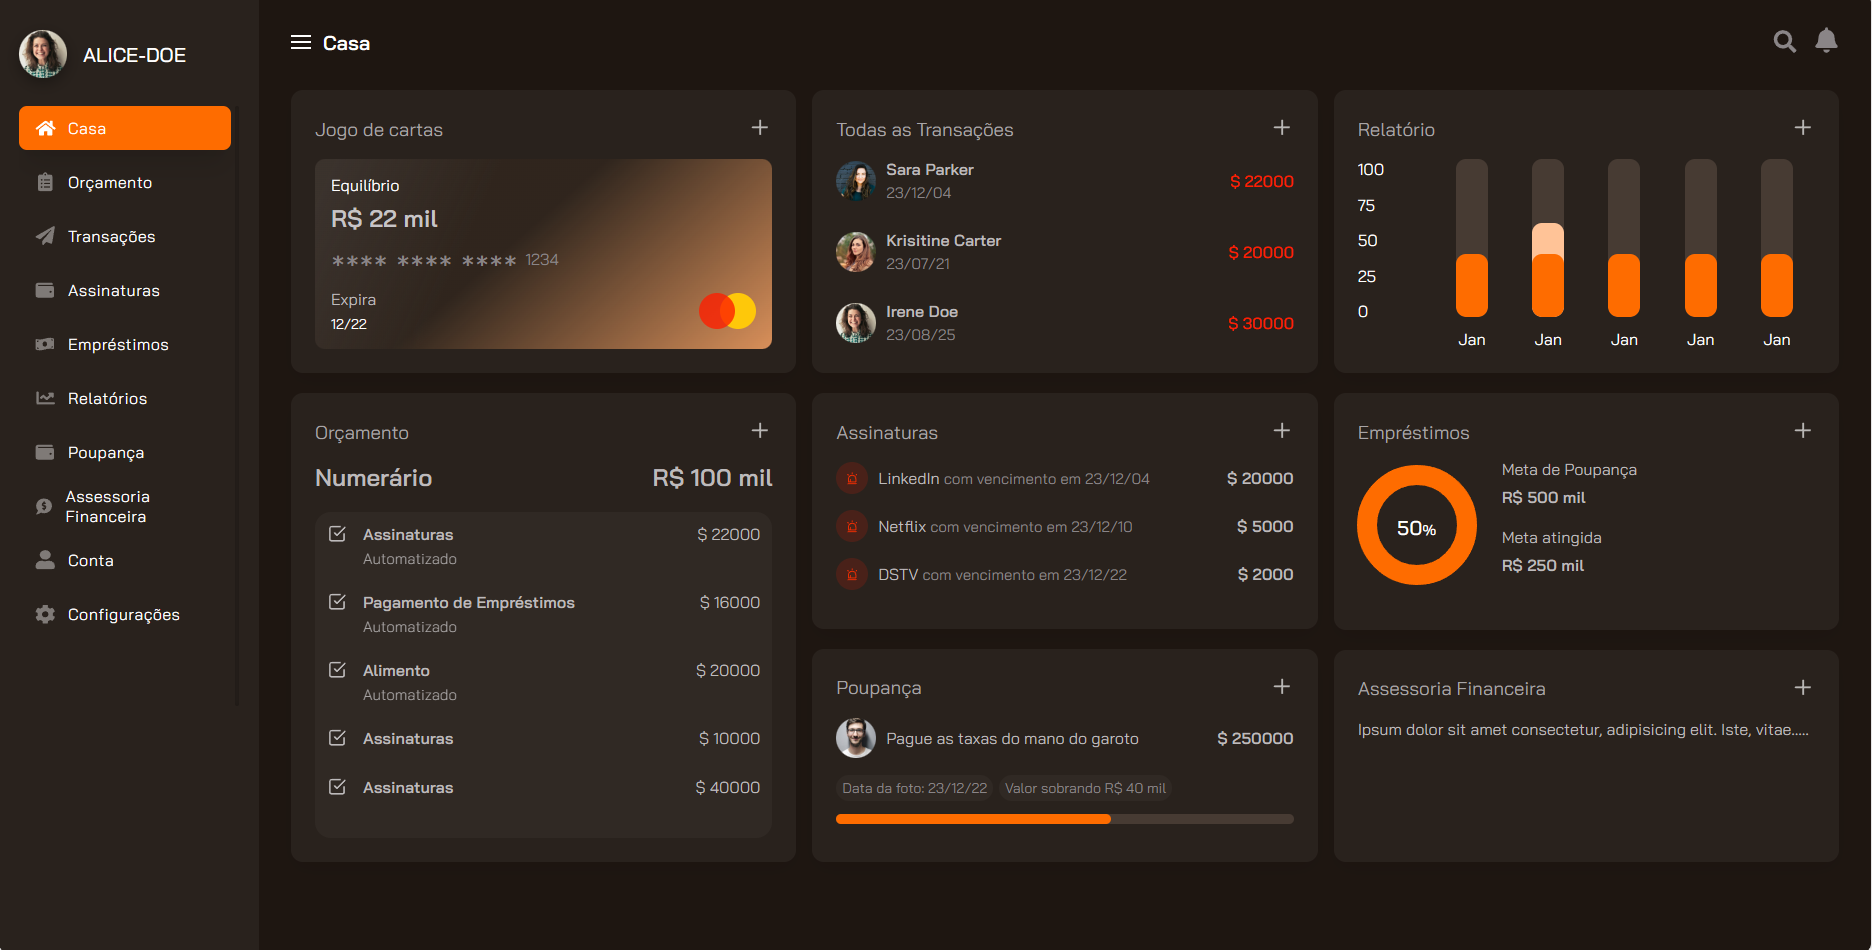 ALICE-DOE
Casa
Orçamento
Transações
Assinaturas
Empréstimos
Relatórios
Poupança
Assessoria
Financeira
Conta
Configurações
Casa
Jogo de cartas
Equilíbrio
R$ 22 mil
**** **** **** 1234
Expira
12/22
Todas as Transações
Sara Parker
23/12/04
$ 22000
Krisitine Carter
23/07/21
$ 20000
Irene Doe
23/08/25
$ 30000
Relatório
100
75
50
25
0
Jan Jan Jan Jan Jan
Orçamento
Numerário R$ 100 mil
Assinaturas $ 22000
Automatizado
Pagamento de Empréstimos $ 16000
Automatizado
Alimento $ 20000
Automatizado
Assinaturas $ 10000
Assinaturas $ 40000
Assinaturas
LinkedIn com vencimento em 23/12/04 $ 20000
Netflix com vencimento em 23/12/10 $ 5000
DSTV com vencimento em 23/12/22 $ 2000
Empréstimos
50%
Meta de Poupança
R$ 500 mil
Meta atingida
R$ 250 mil
Poupança
Pague as taxas do mano do garoto $ 250000
Data da foto: 23/12/22 Valor sobrando R$ 40 mil
Assessoria Financeira
Ipsum dolor sit amet consectetur, adipisicing elit. Iste, vitae.....